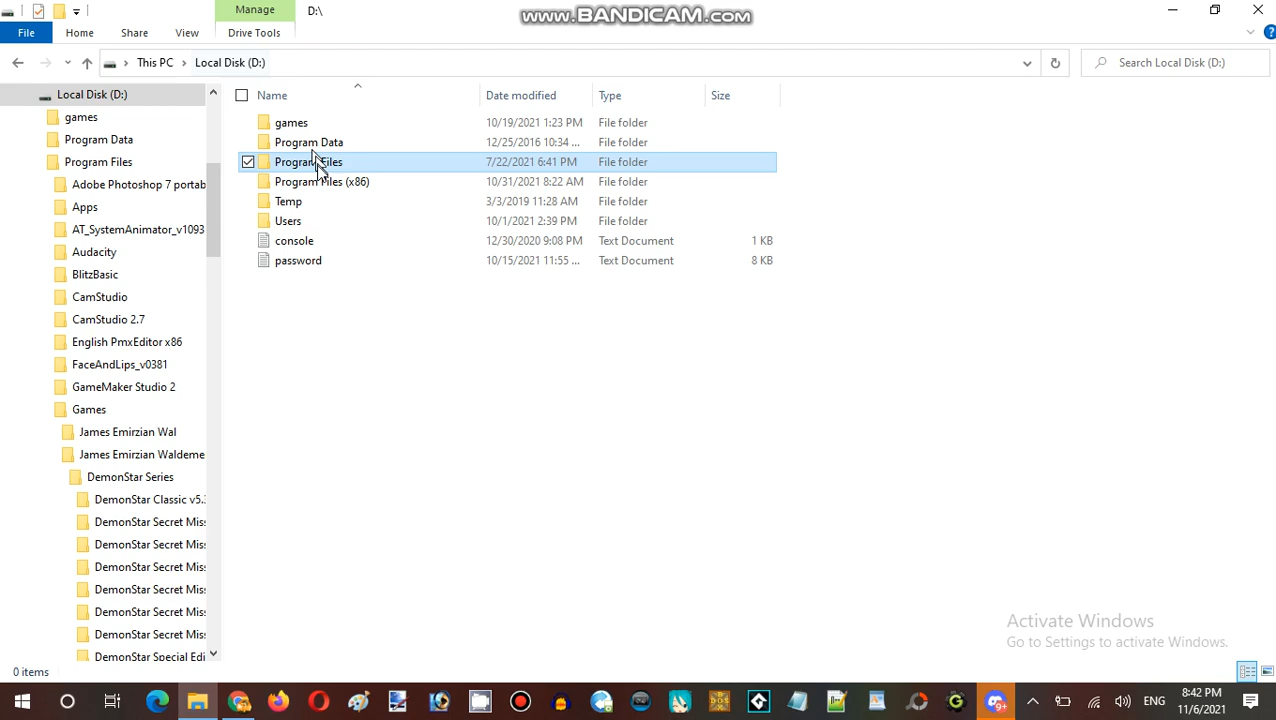 Manage
D:\
www.BANDICAM.com
File
Home
Share
View
Drive Tools
This PC
Local Disk (D:)
Search Local Disk (D:)
Name
Date modified
Type
Size
games
10/19/2021 1:23 PM
File folder
Program Data
12/25/2016 10:34 ...
File folder
Program Files
7/22/2021 6:41 PM
File folder
Program Files (x86)
10/31/2021 8:22 AM
File folder
Temp
3/3/2019 11:28 AM
File folder
Users
10/1/2021 2:39 PM
File folder
console
12/30/2020 9:08 PM
Text Document
1 KB
password
10/15/2021 11:55 ...
Text Document
8 KB
Local Disk (D:)
games
Program Data
Program Files
Adobe Photoshop 7 portab
Apps
AT_SystemAnimator_v1093
Audacity
BlitzBasic
CamStudio
CamStudio 2.7
English PmxEditor x86
FaceAndLips_v0381
GameMaker Studio 2
Games
James Emirzian Wal
James Emirzian Waldeme
DemonStar Series
DemonStar Classic v5.
DemonStar Secret Mis
DemonStar Secret Mis
DemonStar Secret Mis
DemonStar Secret Mis
DemonStar Secret Mis
DemonStar Secret Mis
DemonStar Special Edi
Activate Windows
Go to Settings to activate Windows.
0 items
9+
ENG
8:42 PM
11/6/2021